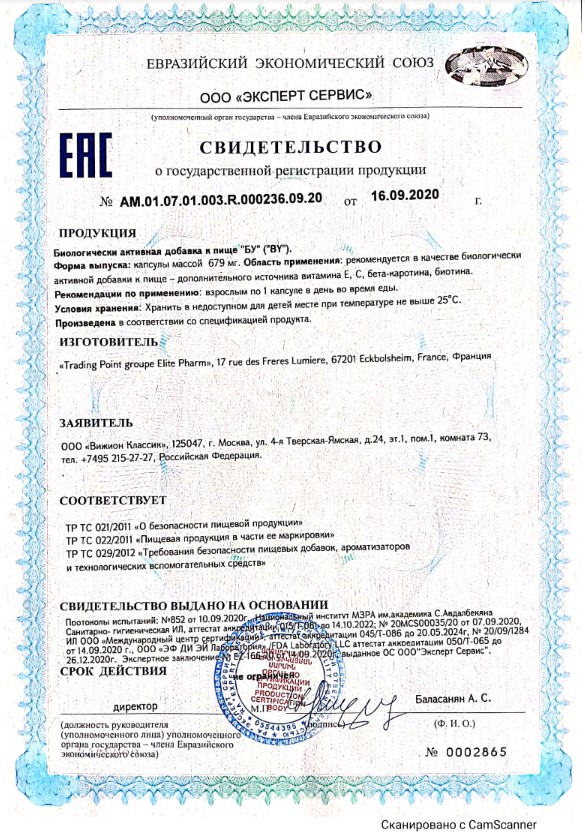 ЕВРАЗИЙСКИЙ ЭКОНОМИЧЕСКИЙ СОЮЗ
ООО «ЭКСПЕРТ СЕРВИС»
(уполномоченный орган государства – члена Евразийского экономического союза)
ЕАС
СВИДЕТЕЛЬСТВО
о государственной регистрации продукции
№ AM.01.07.01.003.R.000236.09.20 от 16.09.2020 г.
ПРОДУКЦИЯ
Биологически активная добавка к пище "БУ" ("BY").
Форма выпуска: капсулы массой 679 мг. Область применения: рекомендуется в качестве биологически
активной добавки к пище – дополнительного источника витамина Е, С, бета-каротина, биотина.
Рекомендации по применению: взрослым по 1 капсуле в день во время еды.
Условия хранения: Хранить в недоступном для детей месте при температуре не выше 25°С.
Произведена в соответствии со спецификацией продукта.
ИЗГОТОВИТЕЛЬ
«Trading Point groupe Elite Pharm», 17 rue des Freres Lumiere, 67201 Eckbolsheim, France, Франция
ЗАЯВИТЕЛЬ
ООО «Вижион Классик», 125047, г. Москва, ул. 4-я Тверская-Ямская, д.24, эт.1, пом.1, комната 73,
тел. +7495 215-27-27, Российская Федерация.
СООТВЕТСТВУЕТ
ТР ТС 021/2011 «О безопасности пищевой продукции»
ТР ТС 022/2011 «Пищевая продукция в части ее маркировки»
ТР ТС 029/2012 «Требования безопасности пищевых добавок, ароматизаторов
и технологических вспомогательных средств»
СВИДЕТЕЛЬСТВО ВЫДАНО НА ОСНОВАНИИ
Протоколы испытаний: №852 от 10.09.2020г., Национальный институт МЗРА им.академика С.Авдалбекяна
Санитарно- гигиеническая ИЛ, аттестат аккредитации 015/T-081 до 14.10.2022; № 20MCS00035/20 от 07.09.2020,
ИЛ ООО "Международный центр сертификации", аттестат аккредитации 045/T-086 до 20.05.2024г, № 20/09/1284
от 14.09.2020 г., ООО «ЭФ ДИ ЭЙ Лаборатория» /FDA Laboratory LLC аттестат аккредитации 050/T-065 до
26.12.2020г. Экспертное заключение № EZ-166 от 14.09.2020г. выданное ОС ООО"Эксперт Сервис".
СРОК ДЕЙСТВИЯ не ограничен
ОРГАН ПО
СЕРТИФИКАЦИИ
ПРОДУКЦИИ
PRODUCTION
CERTIFICATION
BODY
05544395
директор М.П. Баласанян А. С.
(должность руководителя (подпись) (Ф. И. О.)
(уполномоченного лица) уполномоченного
органа государства – члена Евразийского
экономического союза)
№ 0002865
Сканировано с CamScanner